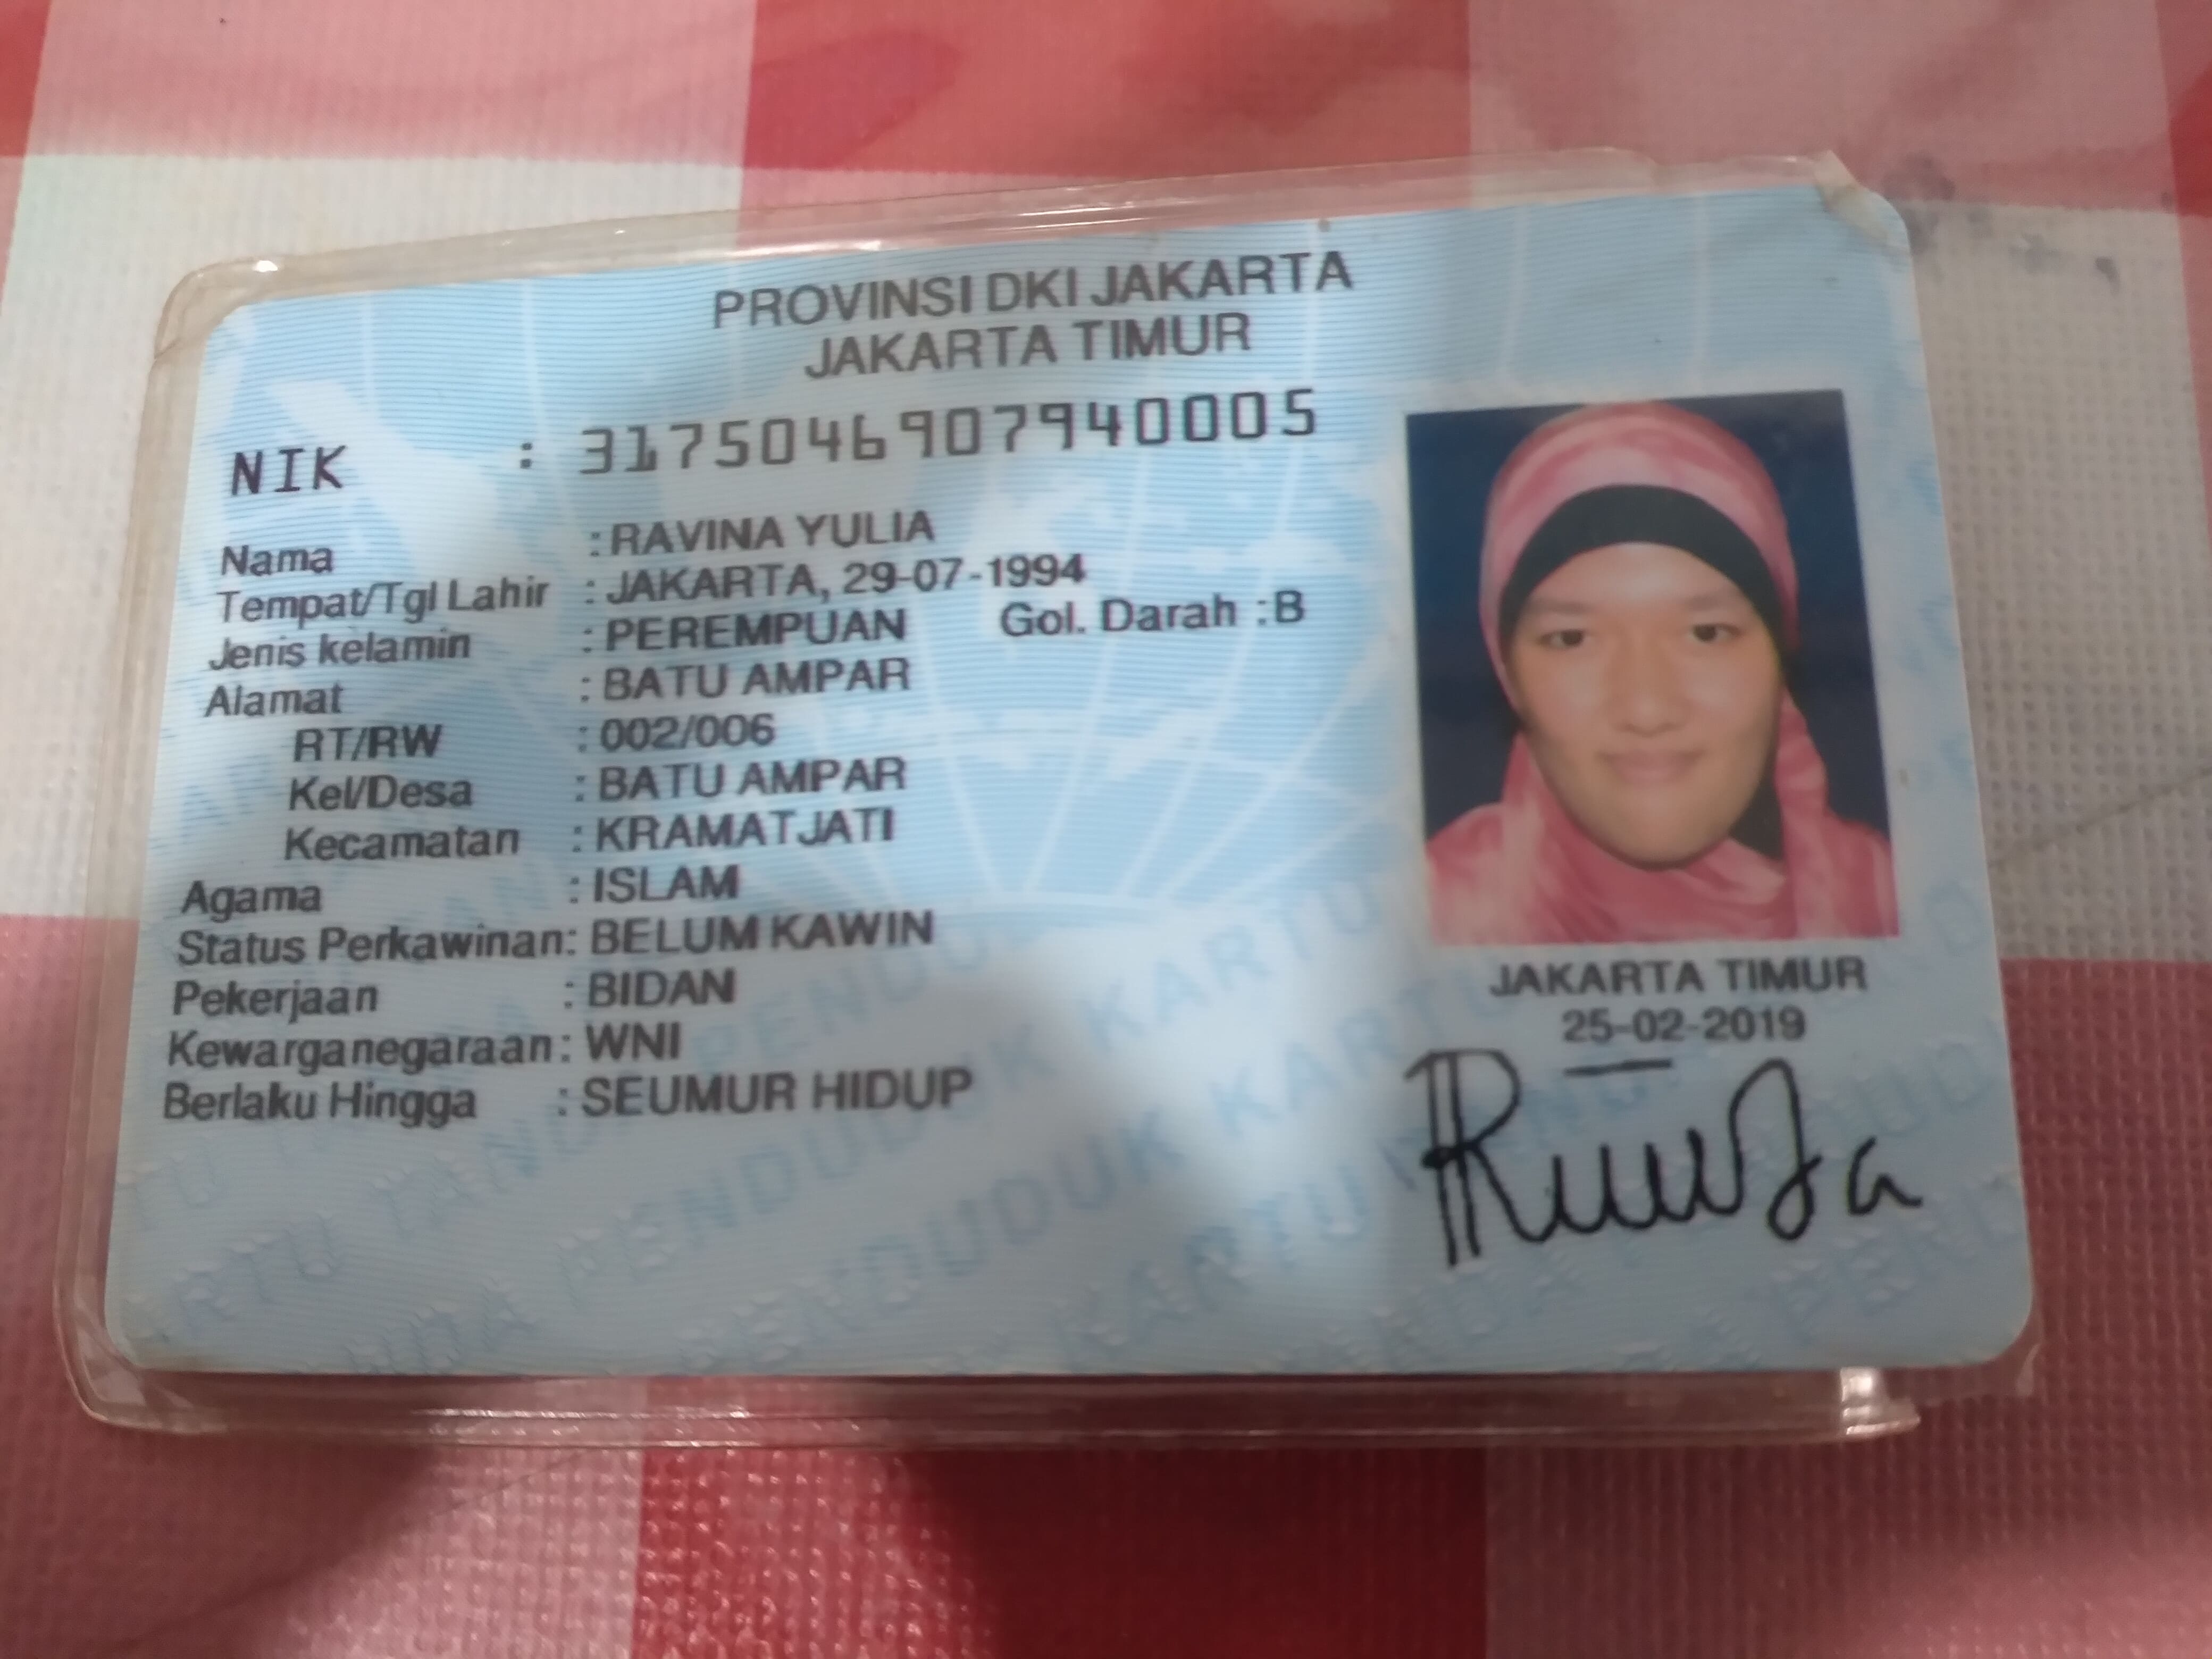 PROVINSI DKI JAKARTA
JAKARTA TIMUR
NIK : 3175046907940005
Nama : RAVINA YULIA
Tempat/Tgl Lahir : JAKARTA, 29-07-1994
Jenis kelamin : PEREMPUAN Gol. Darah : B
Alamat : BATU AMPAR
RT/RW : 002/006
Kel/Desa : BATU AMPAR
Kecamatan : KRAMATJATI
Agama : ISLAM
Status Perkawinan: BELUM KAWIN
Pekerjaan : BIDAN
Kewarganegaraan: WNI
Berlaku Hingga : SEUMUR HIDUP
JAKARTA TIMUR
25-02-2019